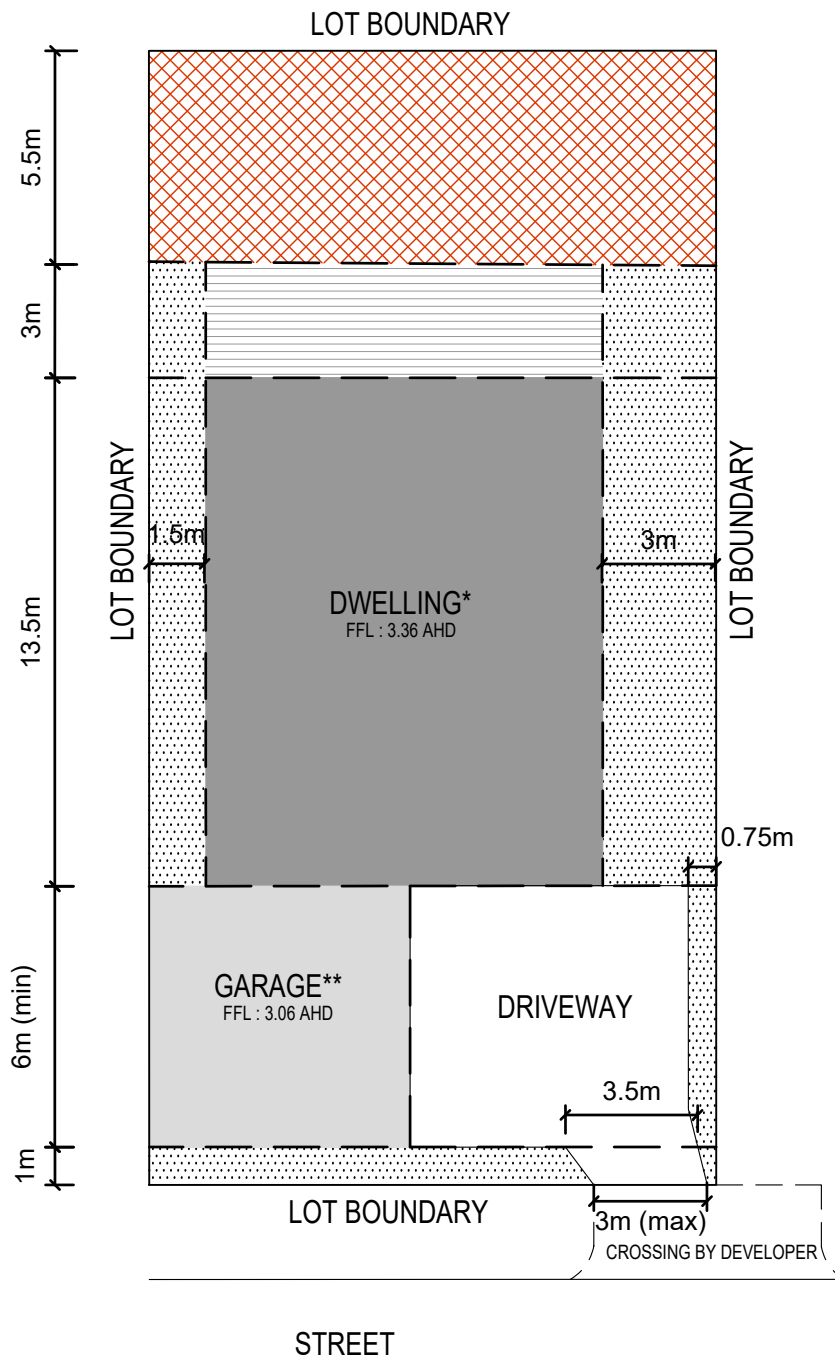 LOT BOUNDARY
5.5m
3m
LOT BOUNDARY
1.5m
3m
LOT BOUNDARY
13.5m
DWELLING*
FFL : 3.36 AHD
0.75m
6m (min)
GARAGE**
FFL : 3.06 AHD
DRIVEWAY
3.5m
1m
LOT BOUNDARY
3m (max)
CROSSING BY DEVELOPER
STREET